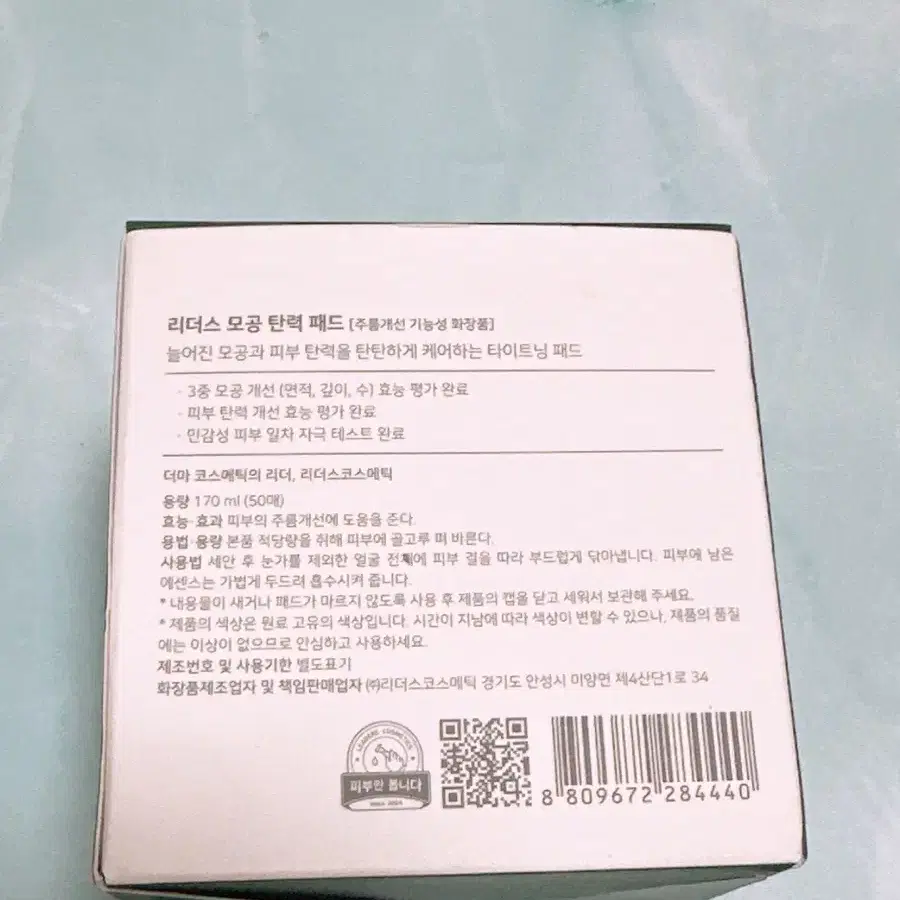 리더스 모공 탄력 패드 [주름개선 기능성 화장품]
늘어진 모공과 피부 탄력을 탄탄하게 케어하는 타이트닝 패드
· 3중 모공 개선 (면적, 깊이, 수) 효능 평가 완료
· 피부 탄력 개선 효능 평가 완료
· 민감성 피부 일차 자극 테스트 완료
더마 코스메틱의 리더, 리더스코스메틱
용량 170 ml (50매)
효능·효과 피부의 주름개선에 도움을 준다.
용법·용량 본품 적당량을 취해 피부에 골고루 펴 바른다.
사용법 세안 후 눈가를 제외한 얼굴 전체에 피부 결을 따라 부드럽게 닦아냅니다. 피부에 남은
에센스는 가볍게 두드려 흡수시켜 줍니다.
* 내용물이 새거나 패드가 마르지 않도록 사용 후 제품의 캡을 닫고 세워서 보관해 주세요.
* 제품의 색상은 원료 고유의 색상입니다. 시간이 지남에 따라 색상이 변할 수 있으나, 제품의 품질
에는 이상이 없으므로 안심하고 사용하세요.
제조번호 및 사용기한 별도표기
화장품제조업자 및 책임판매업자 ㈜리더스코스메틱 경기도 안성시 미양면 제4산단1로 34
LEADERS COSMETICS
피부만 봅니다
8 809672 284440